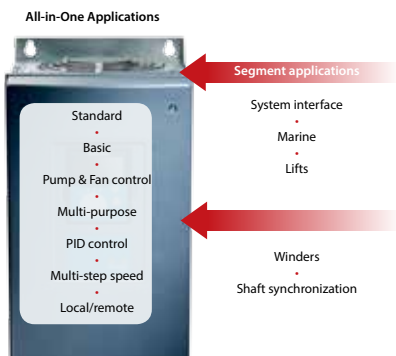 All-in-One Applications
Standard
•
Basic
•
Pump & Fan control
•
Multi-purpose
•
PID control
•
Multi-step speed
•
Local/remote
Segment applications
System interface
•
Marine
•
Lifts
Winders
•
Shaft synchronization